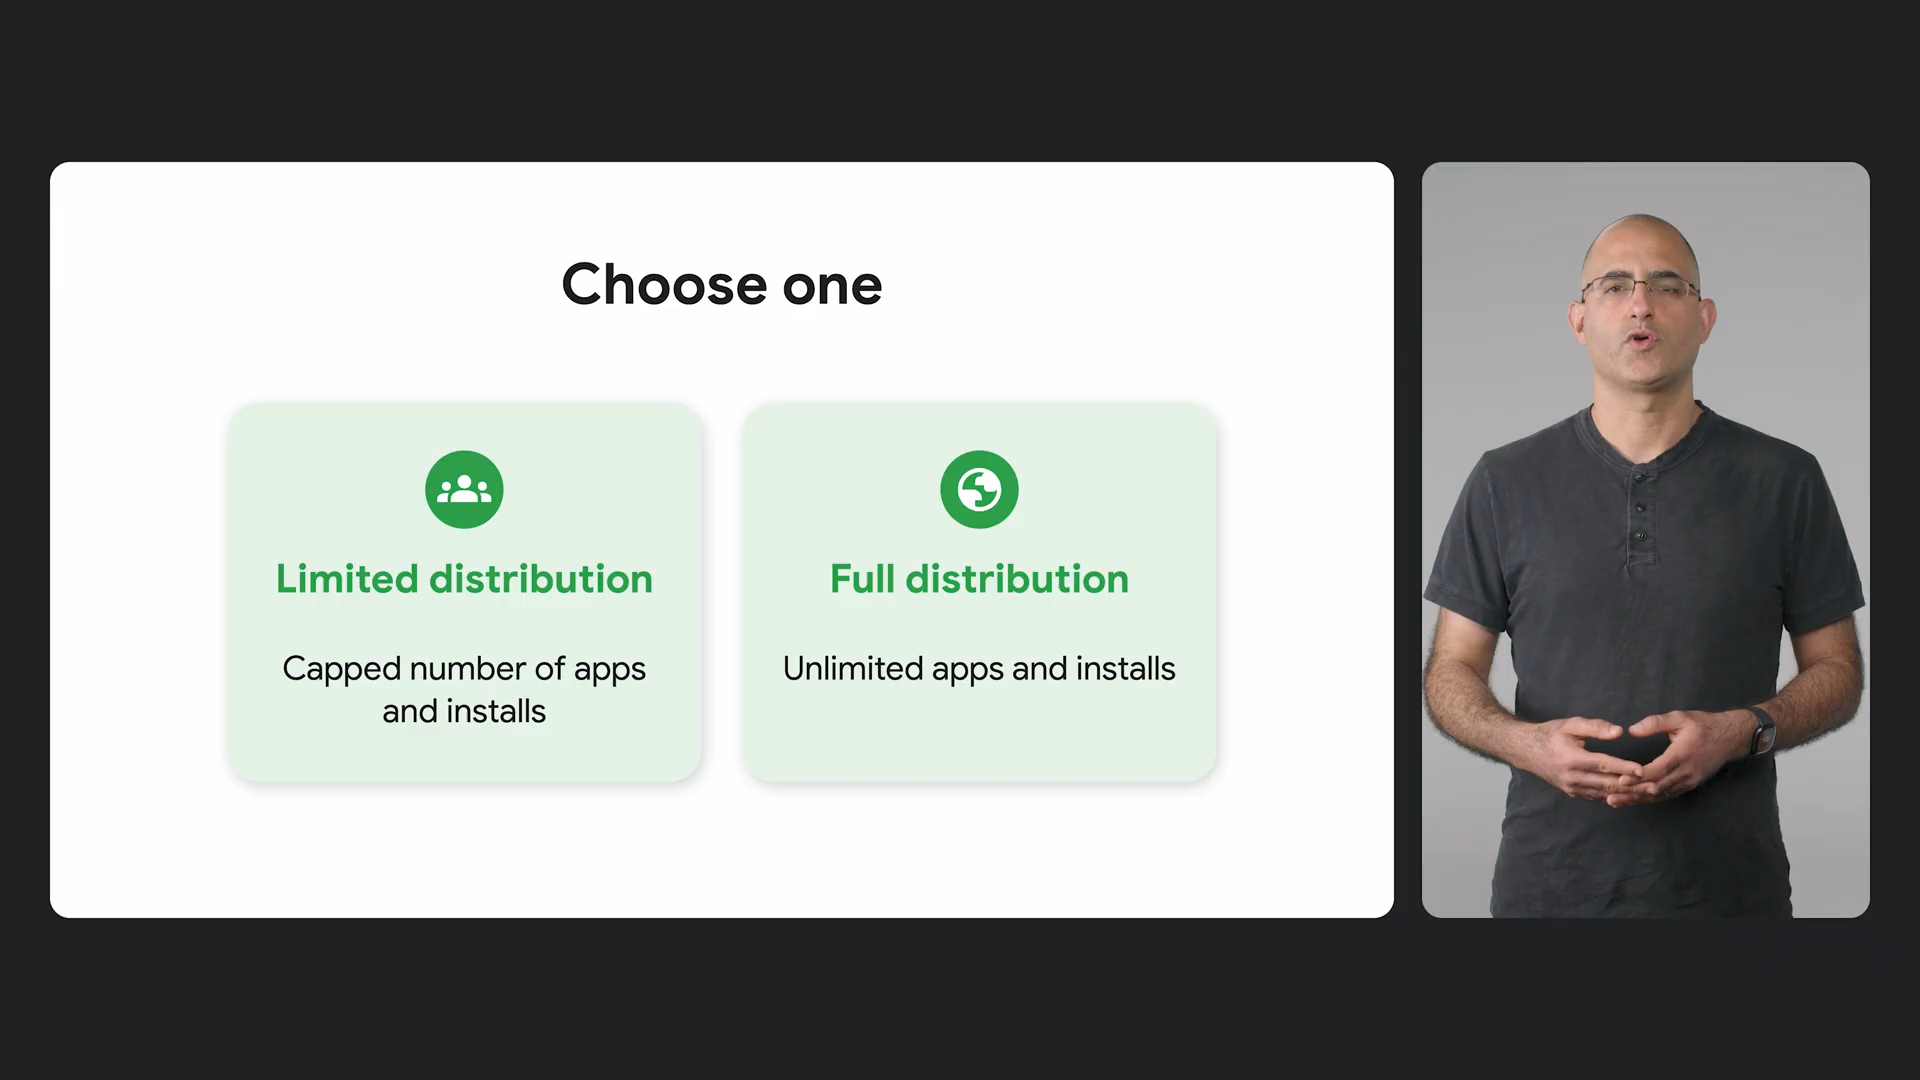 Choose one
Limited distribution
Capped number of apps
and installs
Full distribution
Unlimited apps and installs